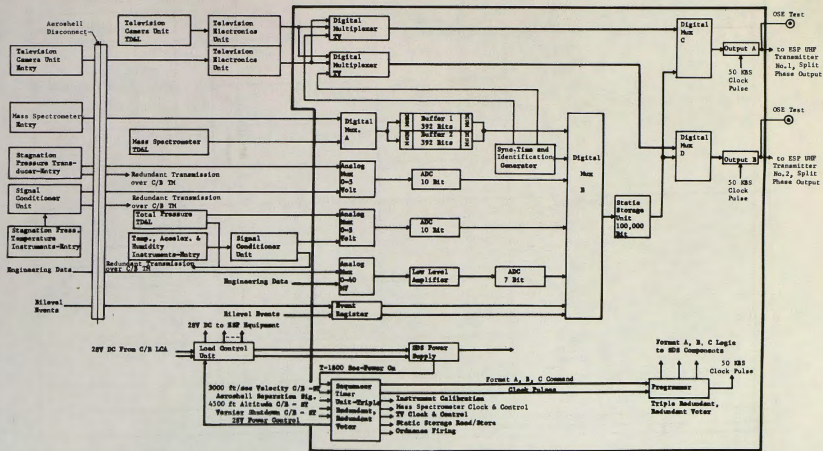 Aeroshell
Disconnect
Television
Camera Unit
TD&L
Television
Electronics
Unit
Television
Electronics
Unit
Television
Camera Unit
Entry
Digital
Multiplexer
TV
Digital
Multiplexer
TV
Digital
Mux
C
Output A
OSE Test
to ESP UHF
Transmitter
No.1, Split
Phase Output
50 KBS
Clock
Pulse
Mass Spectrometer
Entry
Mass Spectrometer
TD&L
Digital
Mux.
A
Buffer 1
392 Bits
Buffer 2
392 Bits
Sync.Time and
Identification
Generator
Digital
Mux
B
Digital
Mux
D
Output B
OSE Test
to ESP UHF
Transmitter
No.2, Split
Phase Output
50 KBS
Clock
Pulse
Stagnation
Pressure Trans-
ducer-Entry
Redundant Transmission
over C/B TM
Analog
Mux
0-5
Volt
ADC
10 Bit
Static
Storage
Unit
100,000
Bit
Signal
Conditioner
Unit
Redundant Transmission
over C/B TM
Total Pressure
TD&L
Analog
Mux
0-5
Volt
ADC
10 Bit
Stagnation Press.
Temperature
Instruments-Entry
Temp., Acceler. &
Humidity
Instruments-Entry
Signal
Conditioner
Unit
Redundant Transmission
over C/B TM
Engineering Data
Engineering Data
Analog
Mux
0-40
MV
Low Level
Amplifier
ADC
7 Bit
Bilevel
Events
Bilevel Events
Event
Register
28V DC to ESP Equipment
28V DC From C/B LCA
Load Control
Unit
SDS Power
Supply
Format A, B, C Logic
to SDS Components
50 KBS
Clock Pulse
T-1800 Sec-Power On
3000 ft/sec Velocity C/B - ST
Aeroshell Separation Sig.
4500 ft Altitude C/B - ST
Vernier Shutdown C/B - ST
28V Power Control
Sequencer
Timer
Unit-Triple
Redundant,
Redundant
Voter
Format A, B, C Command
Clock Pulses
Programmer
Triple Redundant,
Redundant Voter
Instrument Calibration
Mass Spectrometer Clock & Control
TV Clock & Control
Static Storage Read/Store
Ordnance Firing